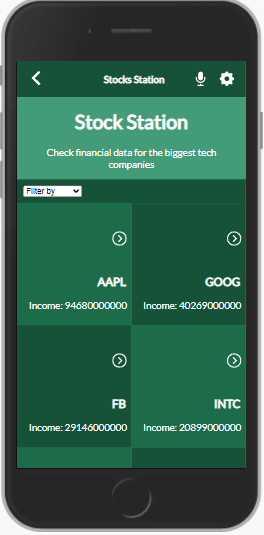 Stocks Station
Stock Station
Check financial data for the biggest tech
companies
Filter by
AAPL
Income: 94680000000
GOOG
Income: 40269000000
FB
Income: 29146000000
INTC
Income: 20899000000